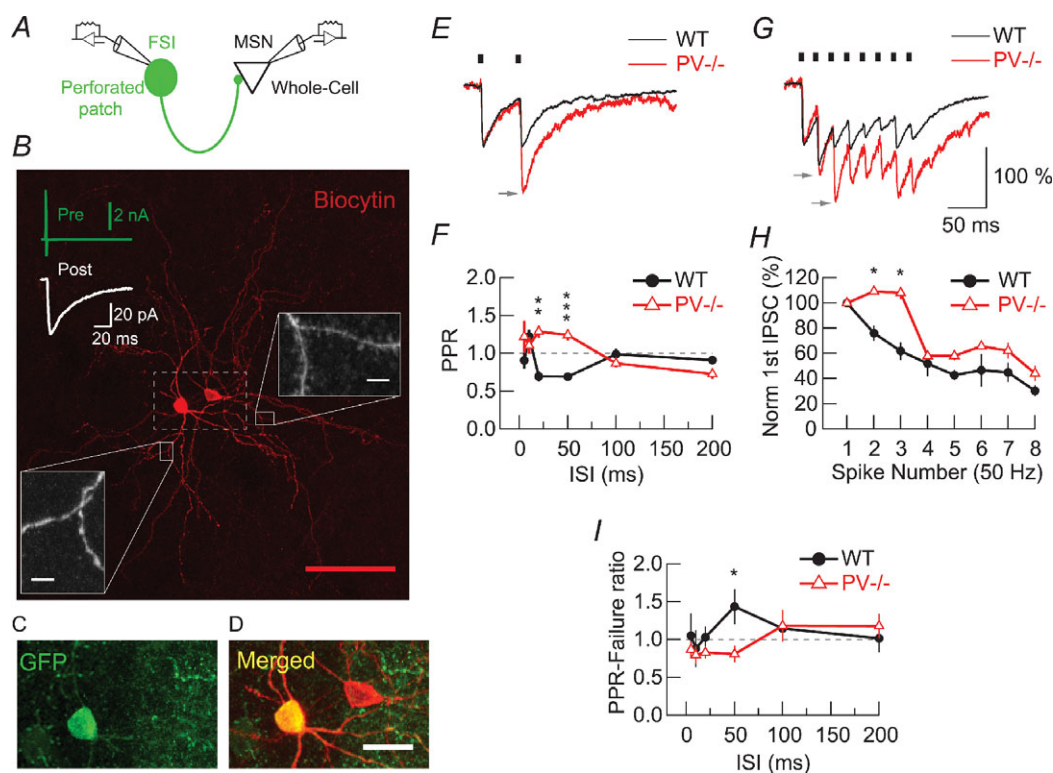 A
FSI
MSN
Perforated
patch
Whole-Cell
B
Biocytin
Pre
2 nA
Post
20 pA
20 ms
C
GFP
D
Merged
E
WT
PV-/-
F
PPR
2.0
1.5
1.0
0.5
0.0
WT
PV-/-
**
***
0 50 100 150 200
ISI (ms)
G
WT
PV-/-
100 %
50 ms
H
Norm 1st IPSC (%)
120
100
80
60
40
20
0
WT
PV-/-
* *
1 2 3 4 5 6 7 8
Spike Number (50 Hz)
I
PPR-Failure ratio
2.0
1.5
1.0
0.5
0.0
WT
PV-/-
*
0 50 100 150 200
ISI (ms)